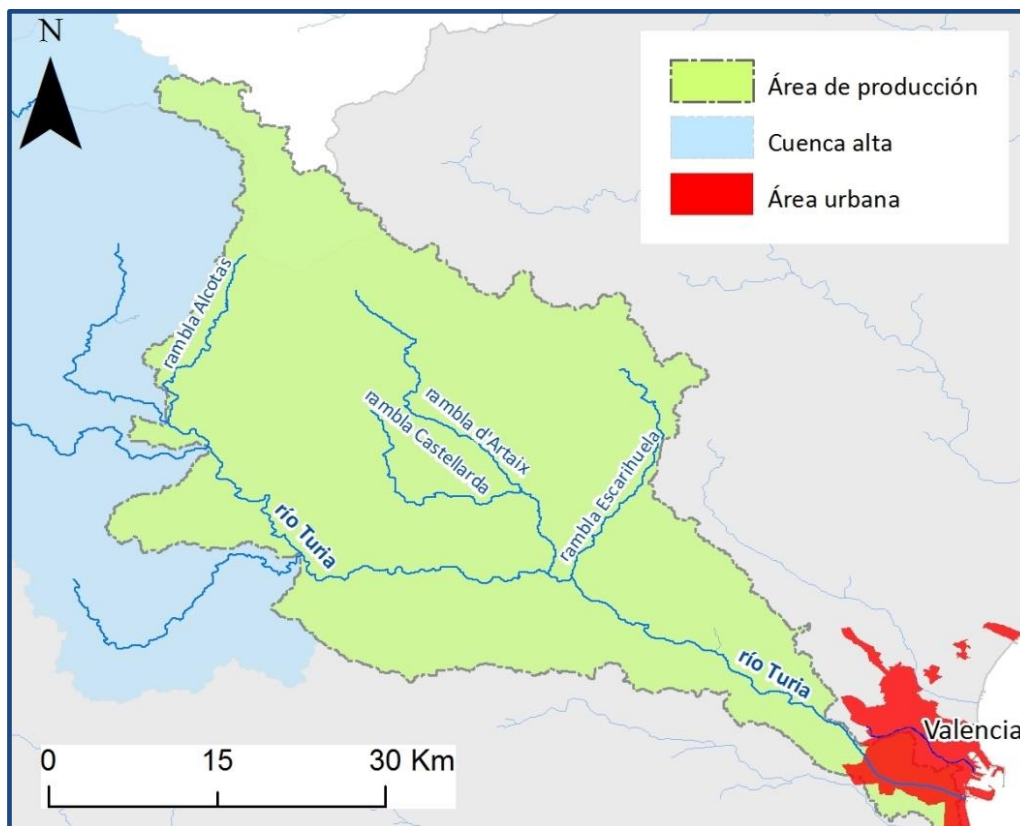 N
Área de producción
Cuenca alta
Área urbana
rambla Alcotas
rambla d'Artaix
rambla Castellarda
rambla Escarihuela
río Turia
río Turia
Valencia
0 15 30 Km